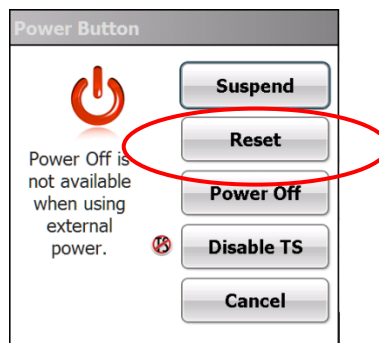 Power Button
Suspend
Reset
Power Off is
not available
when using
external
power.
Power Off
Disable TS
Cancel